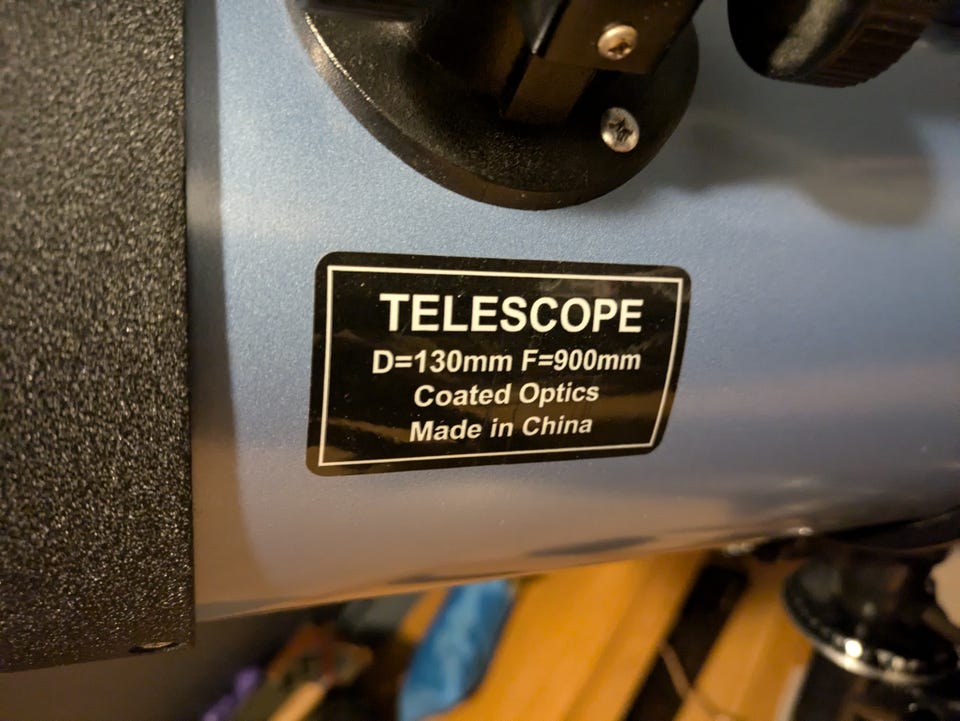 TELESCOPE
D=130mm F=900mm
Coated Optics
Made in China